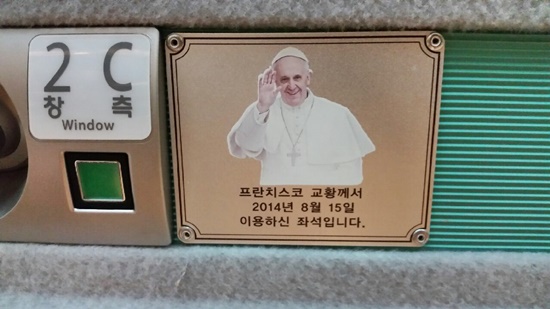 2 C
창 측
Window
프란치스코 교황께서
2014년 8월 15일
이용하신 좌석입니다.